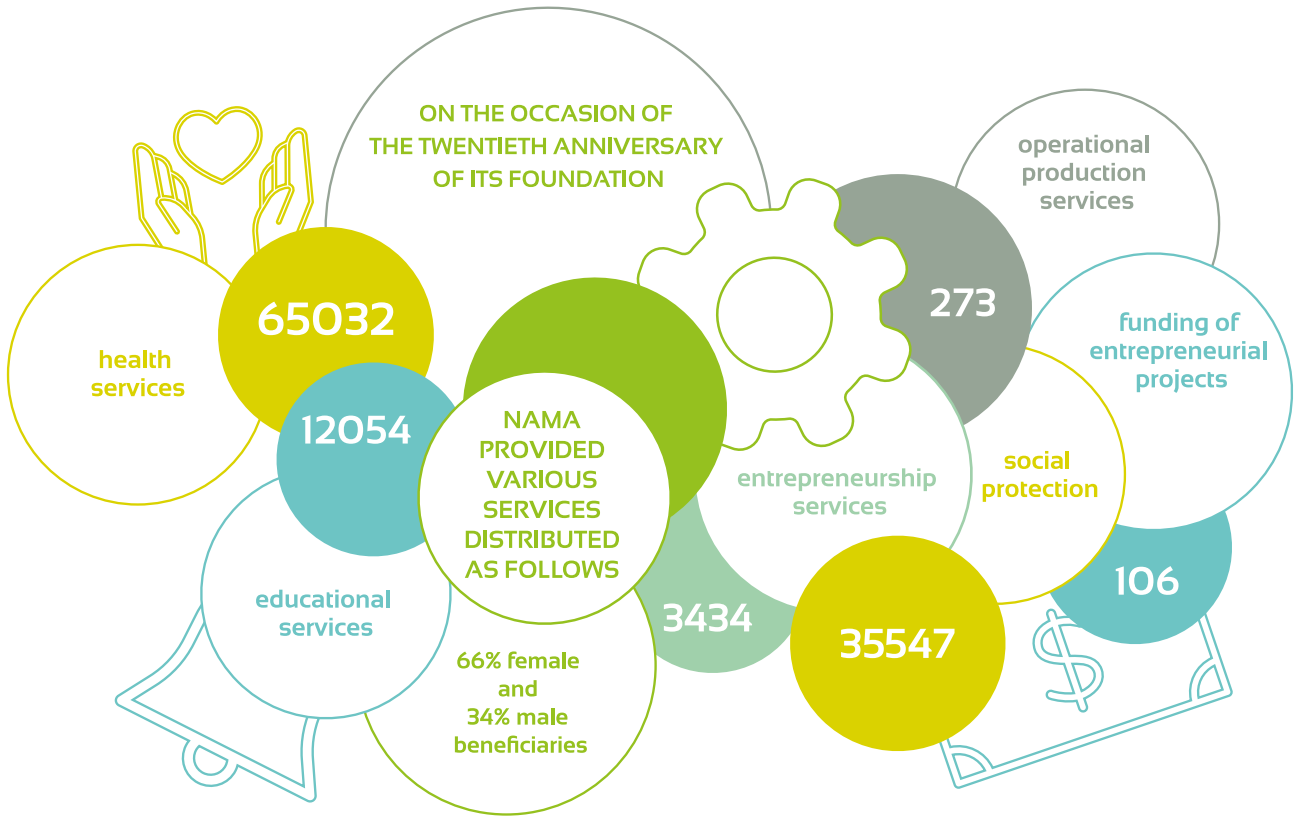 ON THE OCCASION OF
THE TWENTIETH ANNIVERSARY
OF ITS FOUNDATION
NAMA
PROVIDED
VARIOUS
SERVICES
DISTRIBUTED
AS FOLLOWS
66% female
and
34% male
beneficiaries
65032
health
services
12054
educational
services
3434
entrepreneurship
services
35547
social
protection
273
operational
production
services
106
funding of
entrepreneurial
projects
$